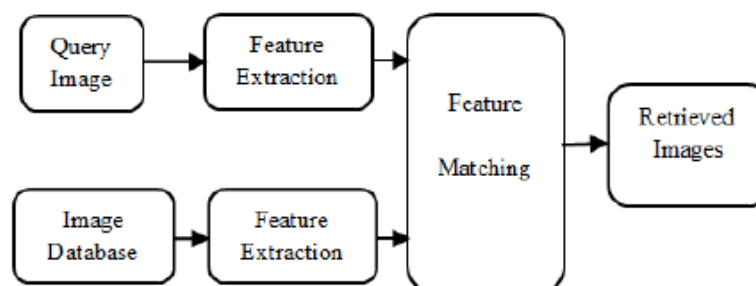 Query
Image
Feature
Extraction
Feature
Matching
Retrieved
Images
Image
Database
Feature
Extraction